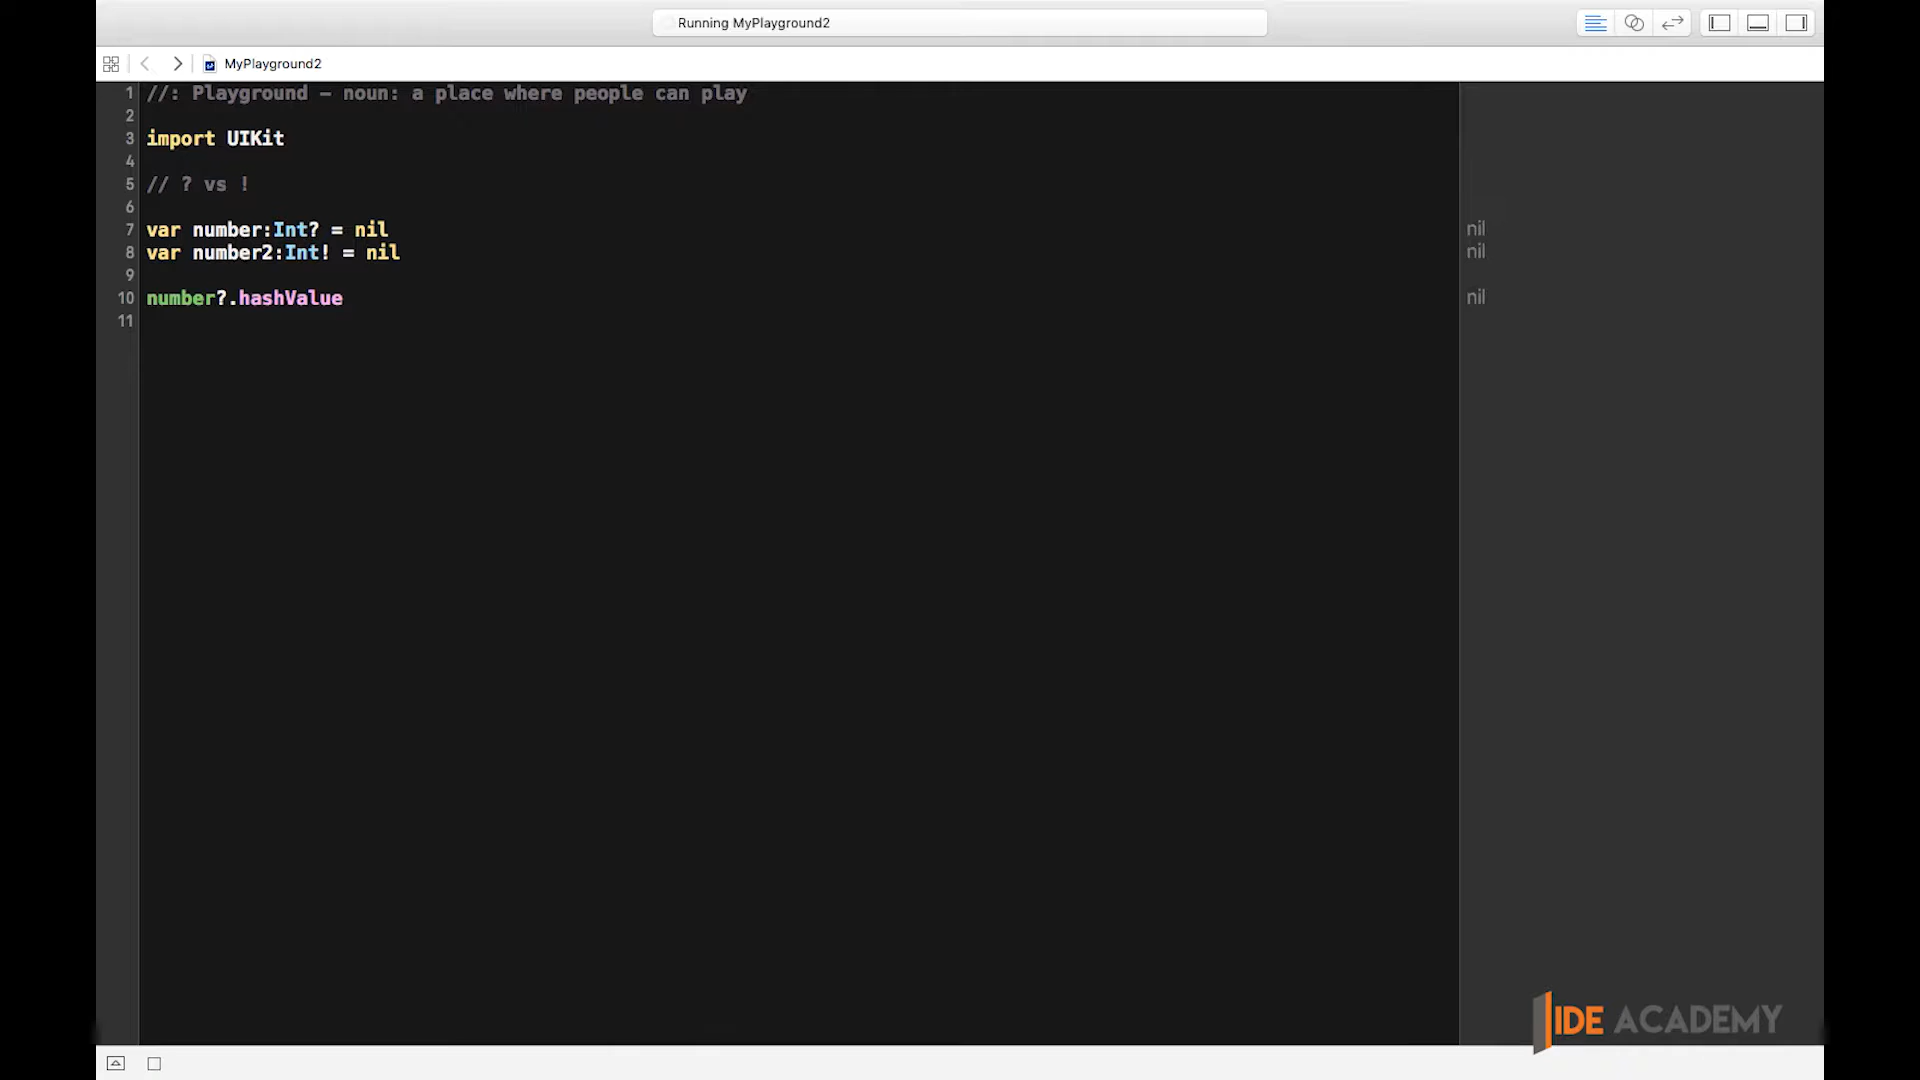 Running MyPlayground2
MyPlayground2
1 //: Playground – noun: a place where people can play
2
3 import UIKit
4
5 // ? vs !
6
7 var number:Int? = nil nil
8 var number2:Int! = nil nil
9
10 number?.hashValue nil
11
IDE ACADEMY